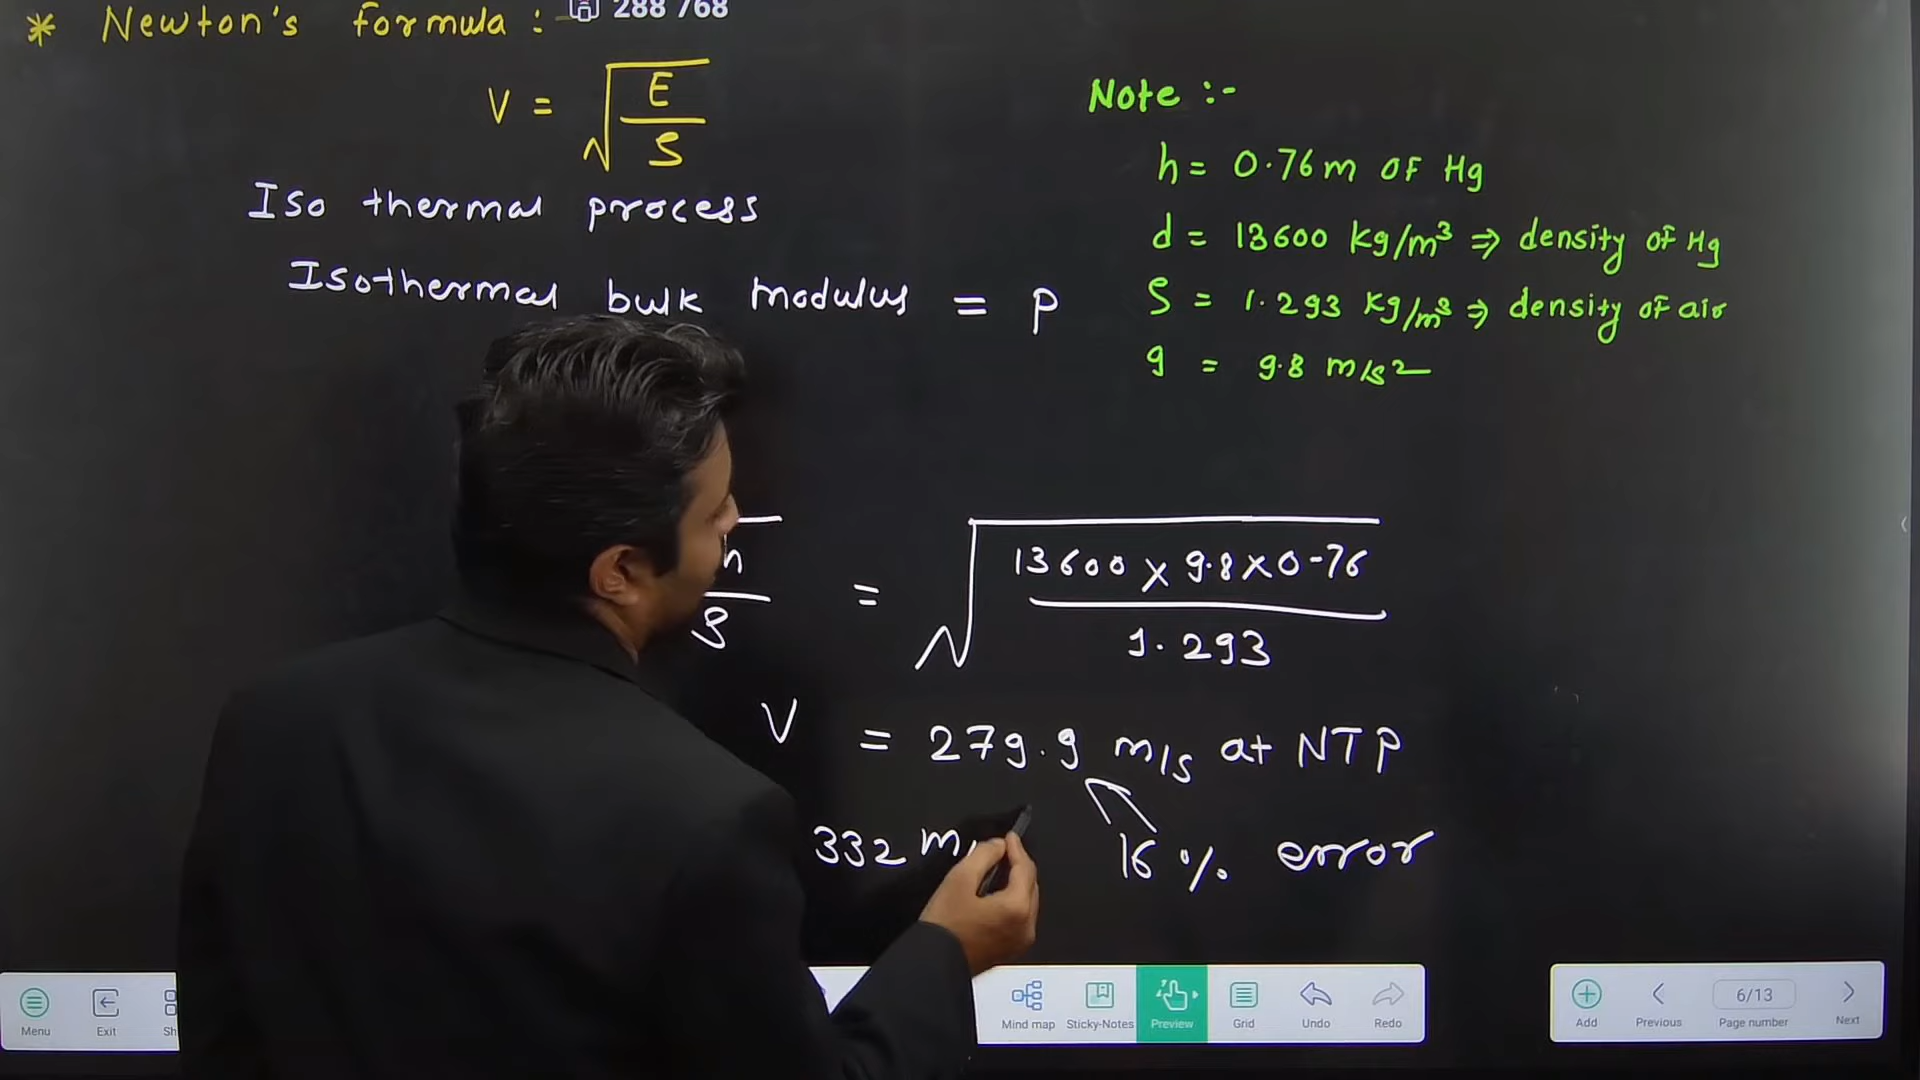 288 768
* Newton's formula :-
V = √E/ρ
Iso thermal process
Isothermal bulk modulus = P
Note :-
h = 0.76m of Hg
d = 13600 kg/m³ ⇒ density of Hg
ρ = 1.293 kg/m³ ⇒ density of air
g = 9.8 m/s²
h/ρ = √13600 × 9.8 × 0.76/1.293
V = 279.9 m/s at NTP
332 m/ 16 % error
Menu Exit Sh Mind map Sticky-Notes Preview Grid Undo Redo Add Previous 6/13 Page number Next